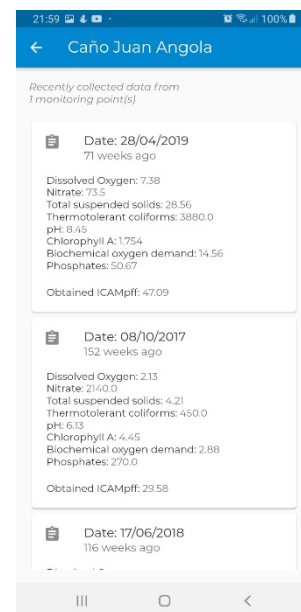 21:59 100%
Caño Juan Angola
Recently collected data from
1 monitoring point(s)
Date: 28/04/2019
71 weeks ago
Dissolved Oxygen: 7.38
Nitrate: 73.5
Total suspended solids: 28.56
Thermotolerant coliforms: 3880.0
pH: 8.45
Chlorophyll A: 1.754
Biochemical oxygen demand: 14.56
Phosphates: 50.67
Obtained ICAMpff: 47.09
Date: 08/10/2017
152 weeks ago
Dissolved Oxygen: 2.13
Nitrate: 2140.0
Total suspended solids: 4.21
Thermotolerant coliforms: 450.0
pH: 6.13
Chlorophyll A: 4.45
Biochemical oxygen demand: 2.88
Phosphates: 270.0
Obtained ICAMpff: 29.58
Date: 17/06/2018
116 weeks ago